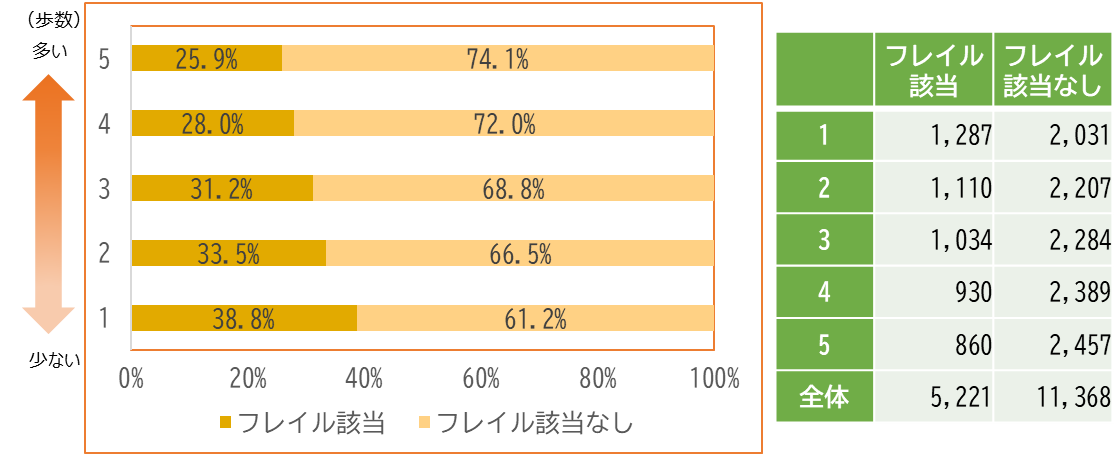 （歩数）
多い
少ない
5 25.9% 74.1%
4 28.0% 72.0%
3 31.2% 68.8%
2 33.5% 66.5%
1 38.8% 61.2%
0% 20% 40% 60% 80% 100%
フレイル該当 フレイル該当なし
フレイル フレイル
該当 該当なし
1 1,287 2,031
2 1,110 2,207
3 1,034 2,284
4 930 2,389
5 860 2,457
全体 5,221 11,368